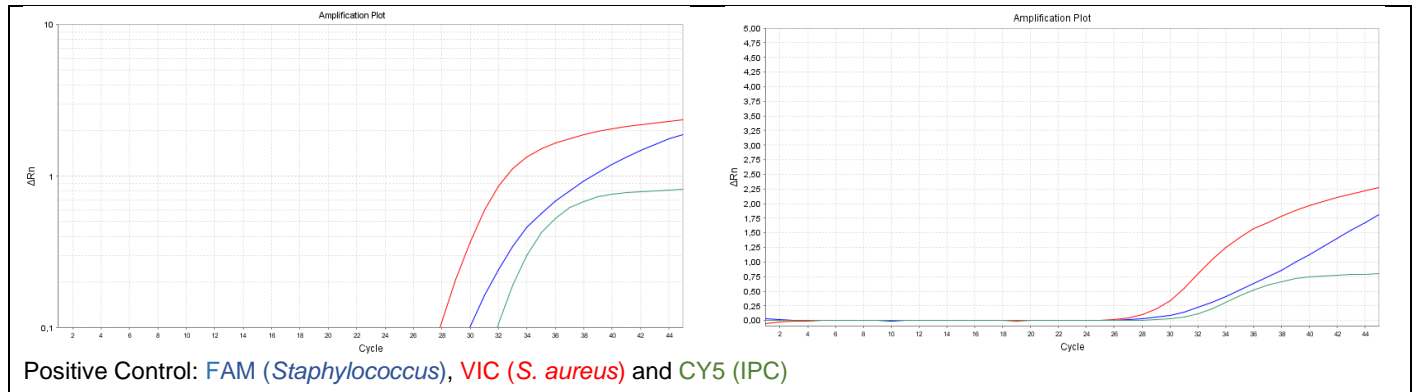 Amplification Plot
10
1
0,1
ΔRn
2 4 6 8 10 12 14 16 18 20 22 24 26 28 30 32 34 36 38 40 42 44
Cycle
Amplification Plot
5,00
4,75
4,50
4,25
4,00
3,75
3,50
3,25
3,00
2,75
2,50
2,25
2,00
1,75
1,50
1,25
1,00
0,75
0,50
0,25
0,00
ΔRn
2 4 6 8 10 12 14 16 18 20 22 24 26 28 30 32 34 36 38 40 42 44
Cycle
Positive Control: FAM (Staphylococcus), VIC (S. aureus) and CY5 (IPC)